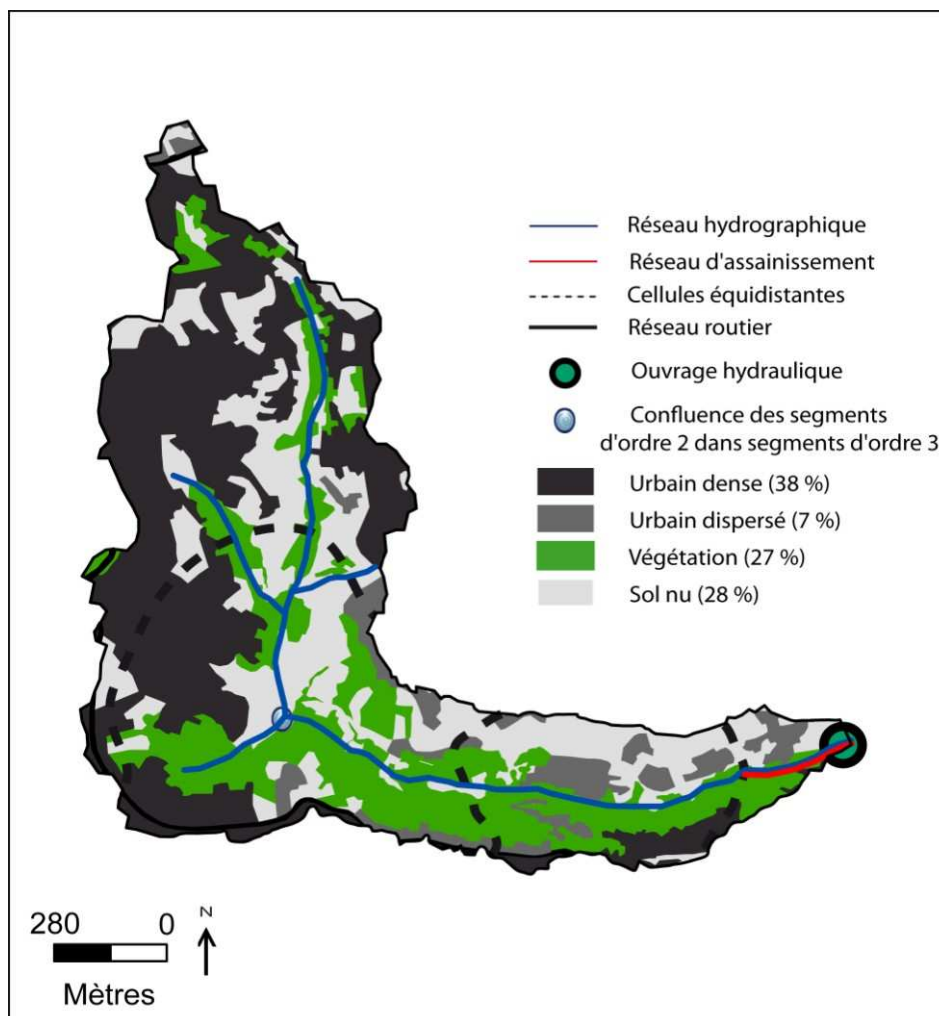 Réseau hydrographique
Réseau d'assainissement
Cellules équidistantes
Réseau routier
Ouvrage hydraulique
Confluence des segments
d'ordre 2 dans segments d'ordre 3
Urbain dense (38 %)
Urbain dispersé (7 %)
Végétation (27 %)
Sol nu (28 %)
280 0
N
Mètres